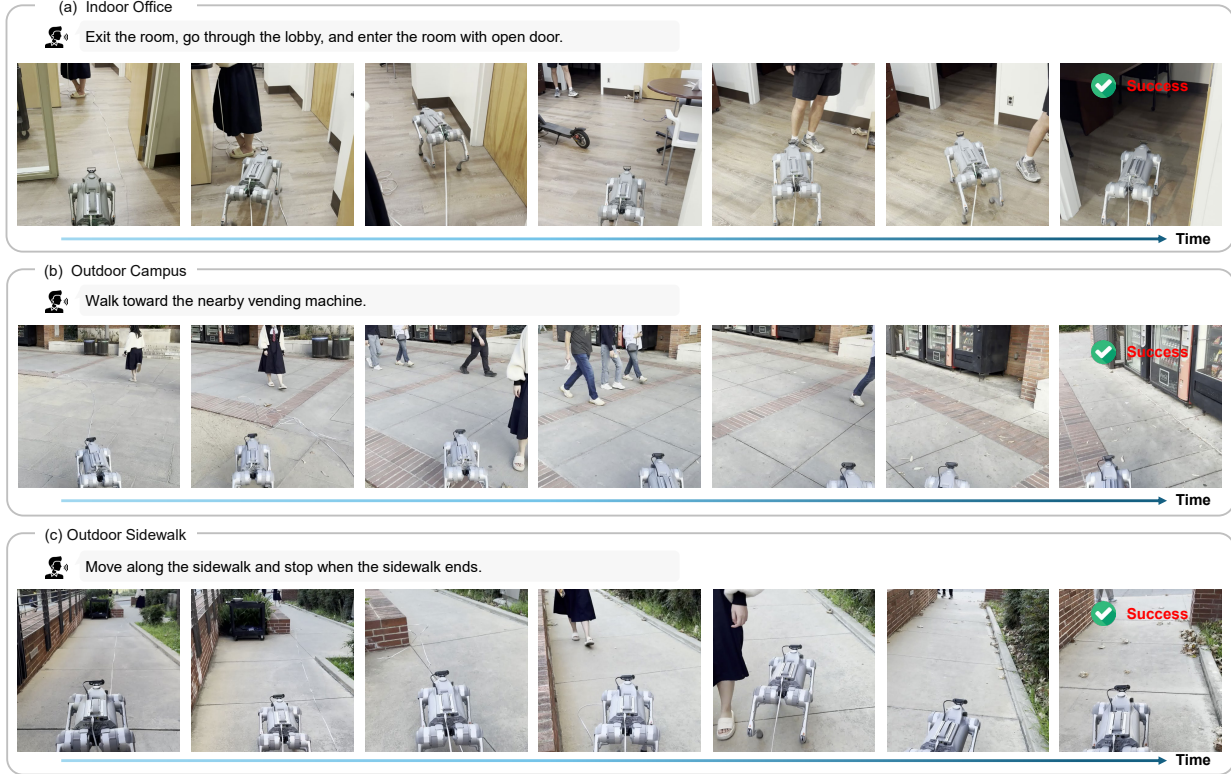 (a) Indoor Office
Exit the room, go through the lobby, and enter the room with open door.
Success
Time
(b) Outdoor Campus
Walk toward the nearby vending machine.
Success
Time
(c) Outdoor Sidewalk
Move along the sidewalk and stop when the sidewalk ends.
Success
Time